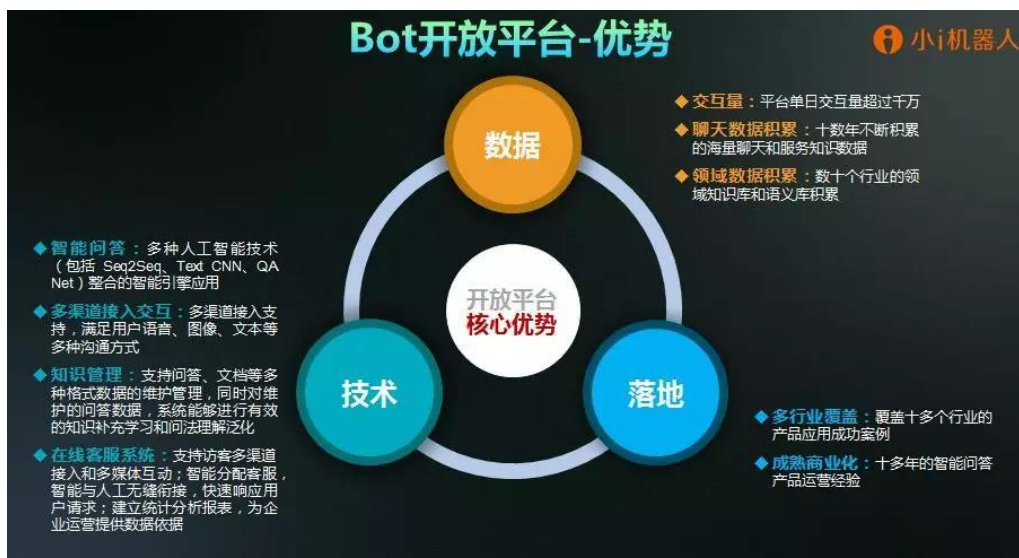 Bot开放平台-优势
小i机器人
数据
◆交互量：平台单日交互量超过千万
◆聊天数据积累：十数年不断积累
的海量聊天和服务知识数据
◆领域数据积累：数十个行业的领
域知识库和语义库积累
◆智能问答：多种人工智能技术
（包括 Seq2Seq、Text CNN、QA
Net）整合的智能引擎应用
◆多渠道接入交互：多渠道接入支
持，满足用户语音、图像、文本等
多种沟通方式
◆知识管理：支持问答、文档等多
种格式数据的维护管理，同时对维
护的问答数据，系统能够进行有效
的知识补充学习和问法理解泛化
◆在线客服系统：支持访客多渠道
接入和多媒体互动；智能分配客服，
智能与人工无缝衔接，快速响应用
户请求；建立统计分析报表，为企
业运营提供数据依据
开放平台
核心优势
技术
落地
◆多行业覆盖：覆盖十多个行业的
产品应用成功案例
◆成熟商业化：十多年的智能问答
产品运营经验